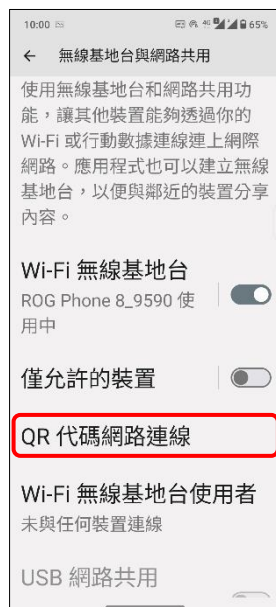 10:00
4G 65%
← 無線基地台與網路共用
使用無線基地台和網路共用功
能，讓其他裝置能夠透過你的
Wi-Fi 或行動數據連線連上網際
網路。應用程式也可以建立無線
基地台，以便與鄰近的裝置分享
內容。
Wi-Fi 無線基地台
ROG Phone 8_9590 使
用中
僅允許的裝置
QR 代碼網路連線
Wi-Fi 無線基地台使用者
未與任何裝置連線
USB 網路共用